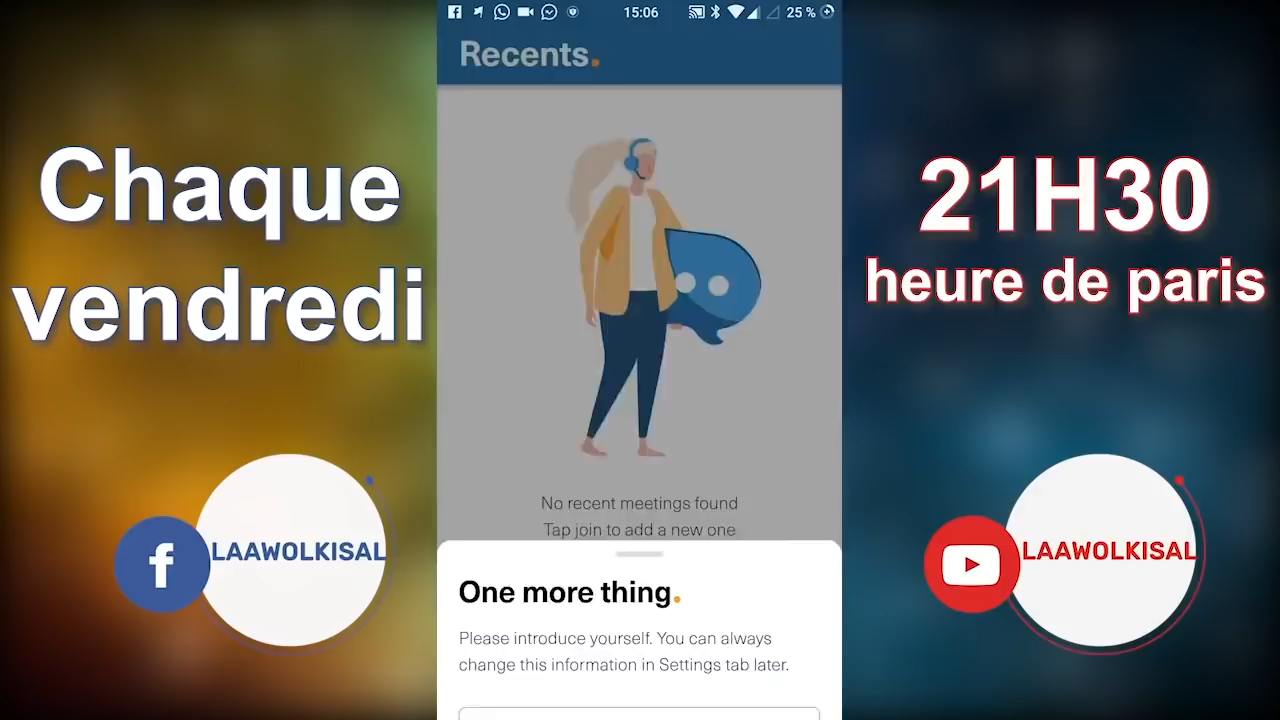 15:06
25 %
Recents.
Chaque
vendredi
21H30
heure de paris
No recent meetings found
Tap join to add a new one
f
LAAWOLKISAL
LAAWOLKISAL
One more thing.
Please introduce yourself. You can always
change this information in Settings tab later.